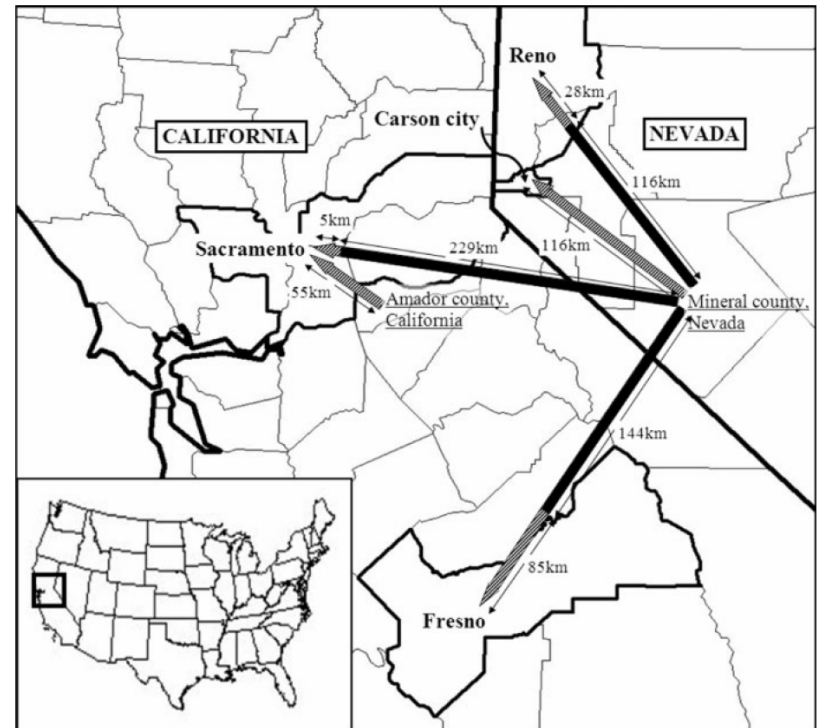 Reno
28km
Carson city
CALIFORNIA
NEVADA
116km
5km
Sacramento
229km
116km
55km
Amador county,
California
Mineral county,
Nevada
144km
85km
Fresno